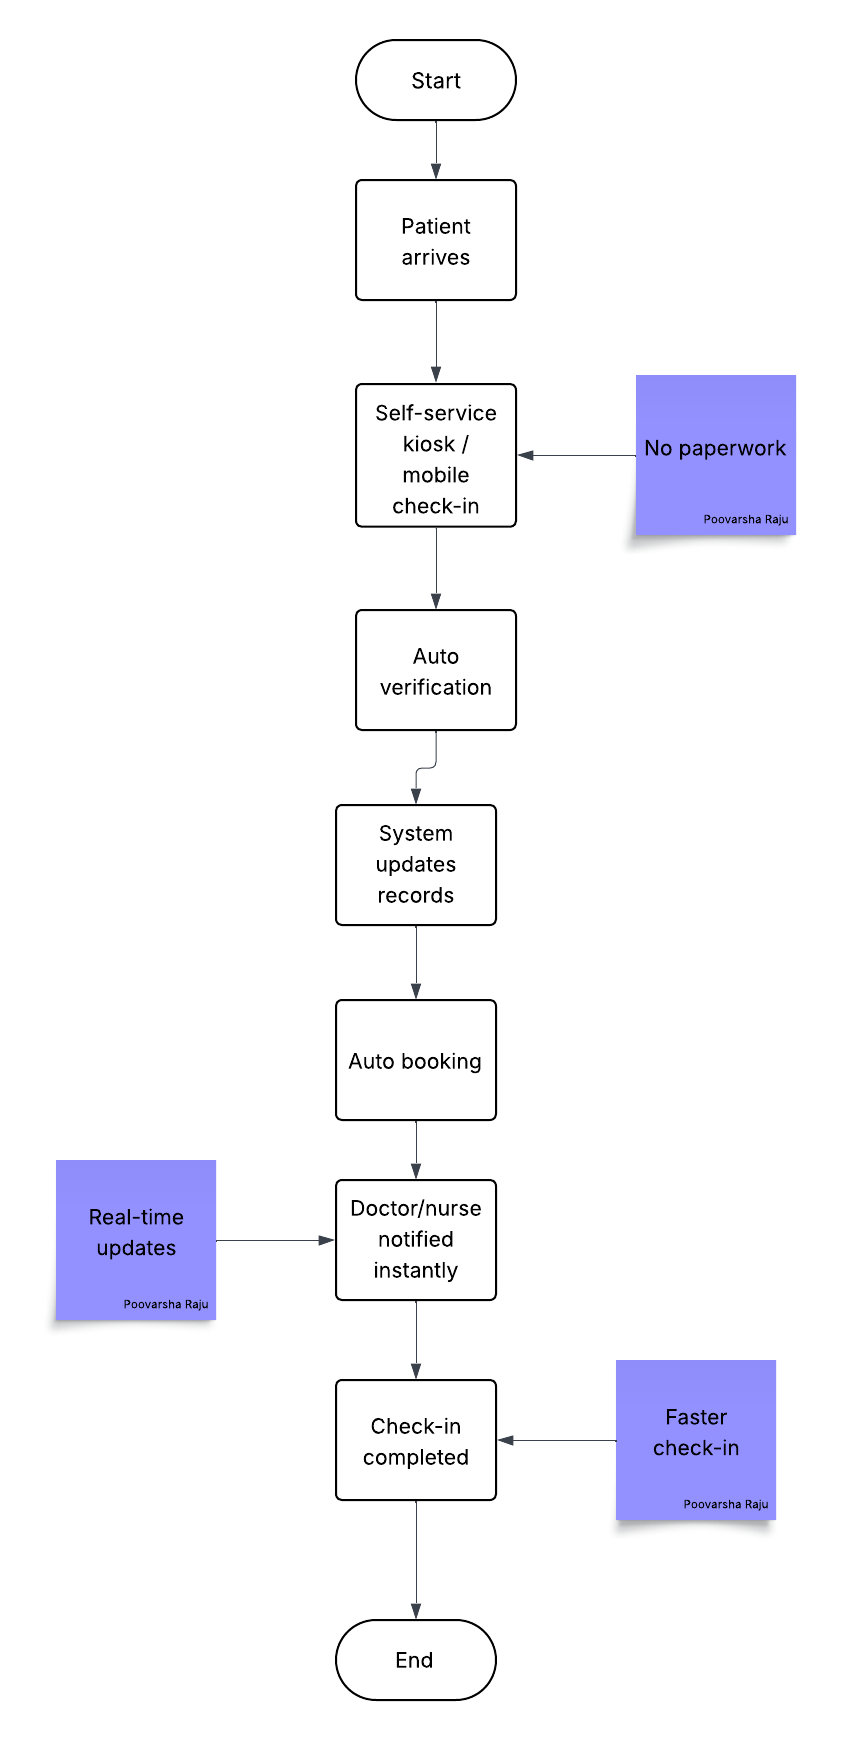 Start
Patient
arrives
Self-service
kiosk /
mobile
check-in
No paperwork
Poovarsha Raju
Auto
verification
System
updates
records
Auto booking
Real-time
updates
Poovarsha Raju
Doctor/nurse
notified
instantly
Check-in
completed
Faster
check-in
Poovarsha Raju
End